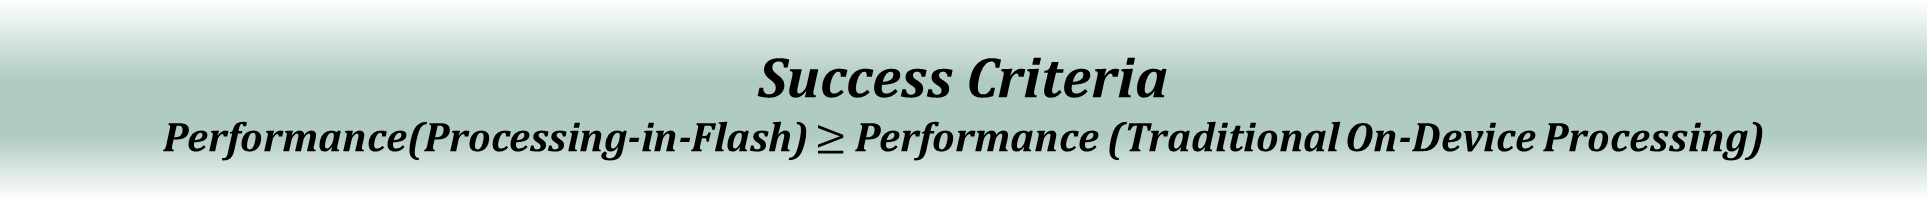 Success Criteria
Performance(Processing-in-Flash) ≥ Performance (Traditional On-Device Processing)